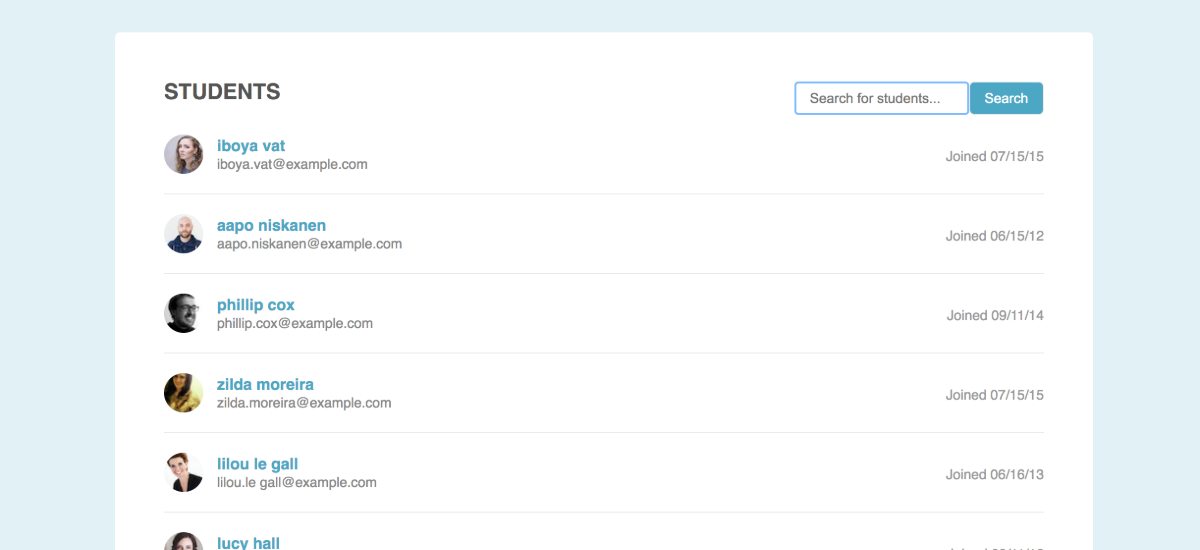 STUDENTS
Search for students...
Search
iboya vat
iboya.vat@example.com
Joined 07/15/15
aapo niskanen
aapo.niskanen@example.com
Joined 06/15/12
phillip cox
phillip.cox@example.com
Joined 09/11/14
zilda moreira
zilda.moreira@example.com
Joined 07/15/15
lilou le gall
lilou.le gall@example.com
Joined 06/16/13
lucy hall